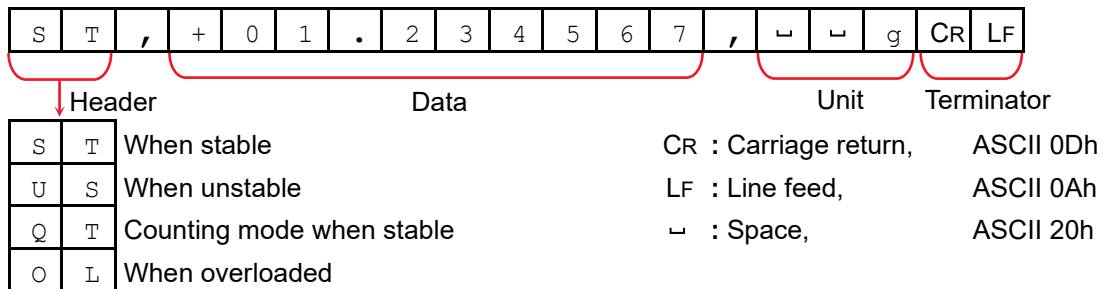 S T , + 0 1 . 2 3 4 5 6 7 , ␣ ␣ g CR LF
Header Data Unit Terminator
S T When stable CR : Carriage return, ASCII 0Dh
U S When unstable LF : Line feed, ASCII 0Ah
Q T Counting mode when stable ␣ : Space, ASCII 20h
O L When overloaded